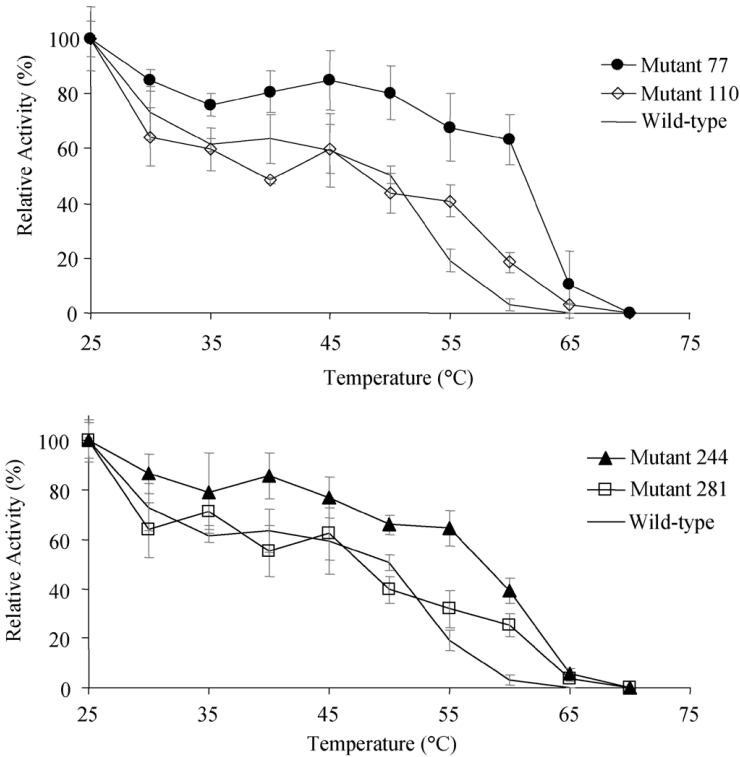 100
80
60
40
20
0
Relative Activity (%)
25 35 45 55 65 75
Temperature (°C)
Mutant 77
Mutant 110
Wild-type
100
80
60
40
20
0
Relative Activity (%)
25 35 45 55 65 75
Temperature (°C)
Mutant 244
Mutant 281
Wild-type